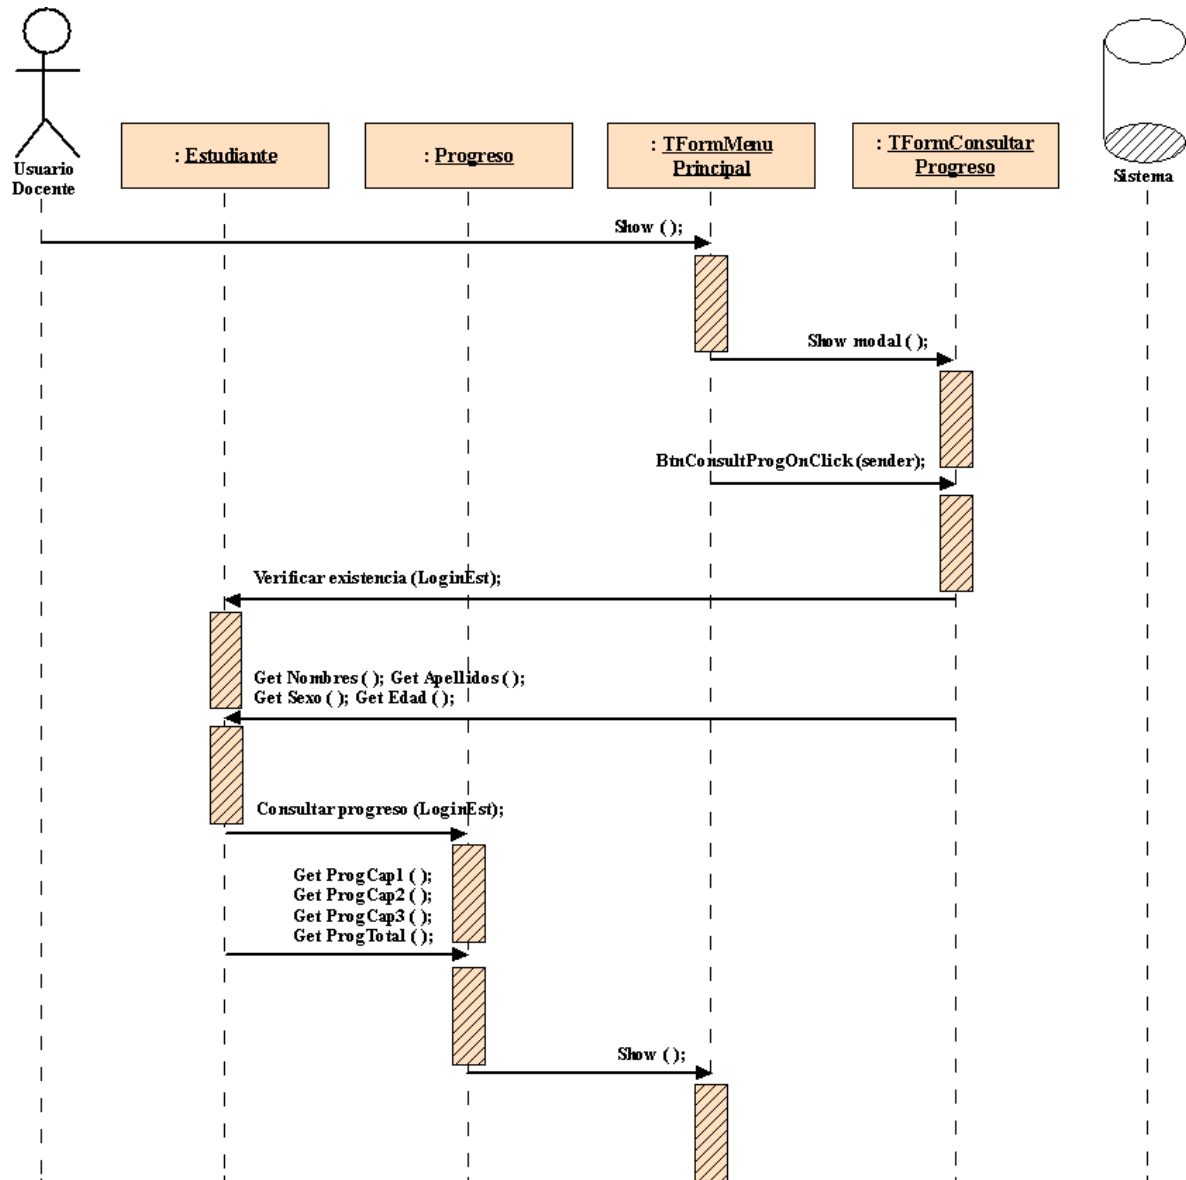 Usuario
Docente
: Estudiante
: Progreso
: TFormMenu
Principal
: TFormConsultar
Progreso
Sistema
Show ( );
Show modal ( );
BtnConsultProgOnClick (sender);
Verificar existencia (LoginEst);
Get Nombres ( ); Get Apellidos ( );
Get Sexo ( ); Get Edad ( );
Consultar progreso (LoginEst);
Get ProgCap1 ( );
Get ProgCap2 ( );
Get ProgCap3 ( );
Get ProgTotal ( );
Show ( );